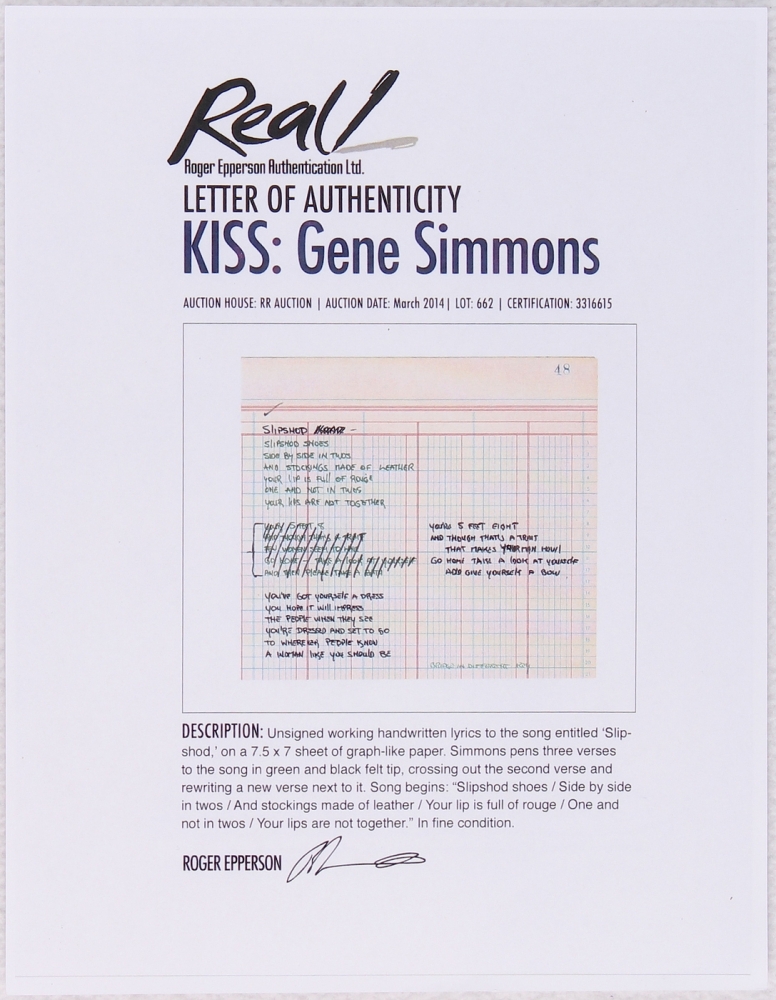 Real!
Roger Epperson Authentication Ltd.
LETTER OF AUTHENTICITY
KISS: Gene Simmons
AUCTION HOUSE: RR AUCTION | AUCTION DATE: March 2014 | LOT: 662 | CERTIFICATION: 3316615
48
SLIPSHOD –
SLIPSHOD SHOES
SIDE BY SIDE IN TWOS
AND STOCKINGS MADE OF LEATHER
YOUR LIP IS FULL OF ROUGE
ONE AND NOT IN TWOS
YOUR LIPS ARE NOT TOGETHER
YOU'RE 5 FEET EIGHT
AND THOUGH THAT'S A TRAIT
THAT MAKES YOUR MAN HOWL
GO HOME TAKE A LOOK AT YOURSELF
AND GIVE YOURSELF A BOW
YOU'VE GOT YOURSELF A DRESS
YOU HOPE IT WILL IMPRESS
THE PEOPLE WHEN THEY SEE
YOU'RE DRESSED AND SET TO GO
TO WHEREVER PEOPLE KNOW
A WOMAN LIKE YOU SHOULD BE
DESCRIPTION: Unsigned working handwritten lyrics to the song entitled ‘Slip-
shod,’ on a 7.5 x 7 sheet of graph-like paper. Simmons pens three verses
to the song in green and black felt tip, crossing out the second verse and
rewriting a new verse next to it. Song begins: “Slipshod shoes / Side by side
in twos / And stockings made of leather / Your lip is full of rouge / One and
not in twos / Your lips are not together.” In fine condition.
ROGER EPPERSON